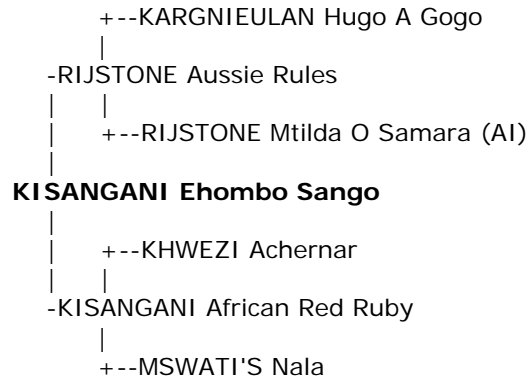 +--KARGNIEULAN Hugo A Gogo
|
-RIJSTONE Aussie Rules
| |
| +--RIJSTONE Mtilda O Samara (AI)
|
KISANGANI Ehombo Sango
|
| +--KHWEZI Achernar
| |
-KISANGANI African Red Ruby
|
+--MSWATI'S Nala